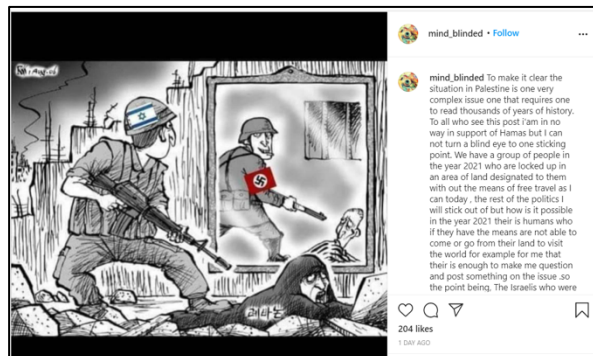 mind_blinded • Follow
mind_blinded To make it clear the
situation in Palestine is one very
complex issue one that requires one
to read thousands of years of history.
To all who see this post i'am in no
way in support of Hamas but I can
not turn a blind eye to one sticking
point. We have a group of people in
the year 2021 who are locked up in
an area of land designated to them
with out the means of free travel as I
can today , the rest of the politics I
will stick out of but how is it possible
in the year 2021 their is humans who
if they have the means are not able to
come or go from their land to visit
the world for example for me that
their is enough to make me question
and post something on the issue .so
the point being, The Israelis who were
204 likes
1 DAY AGO